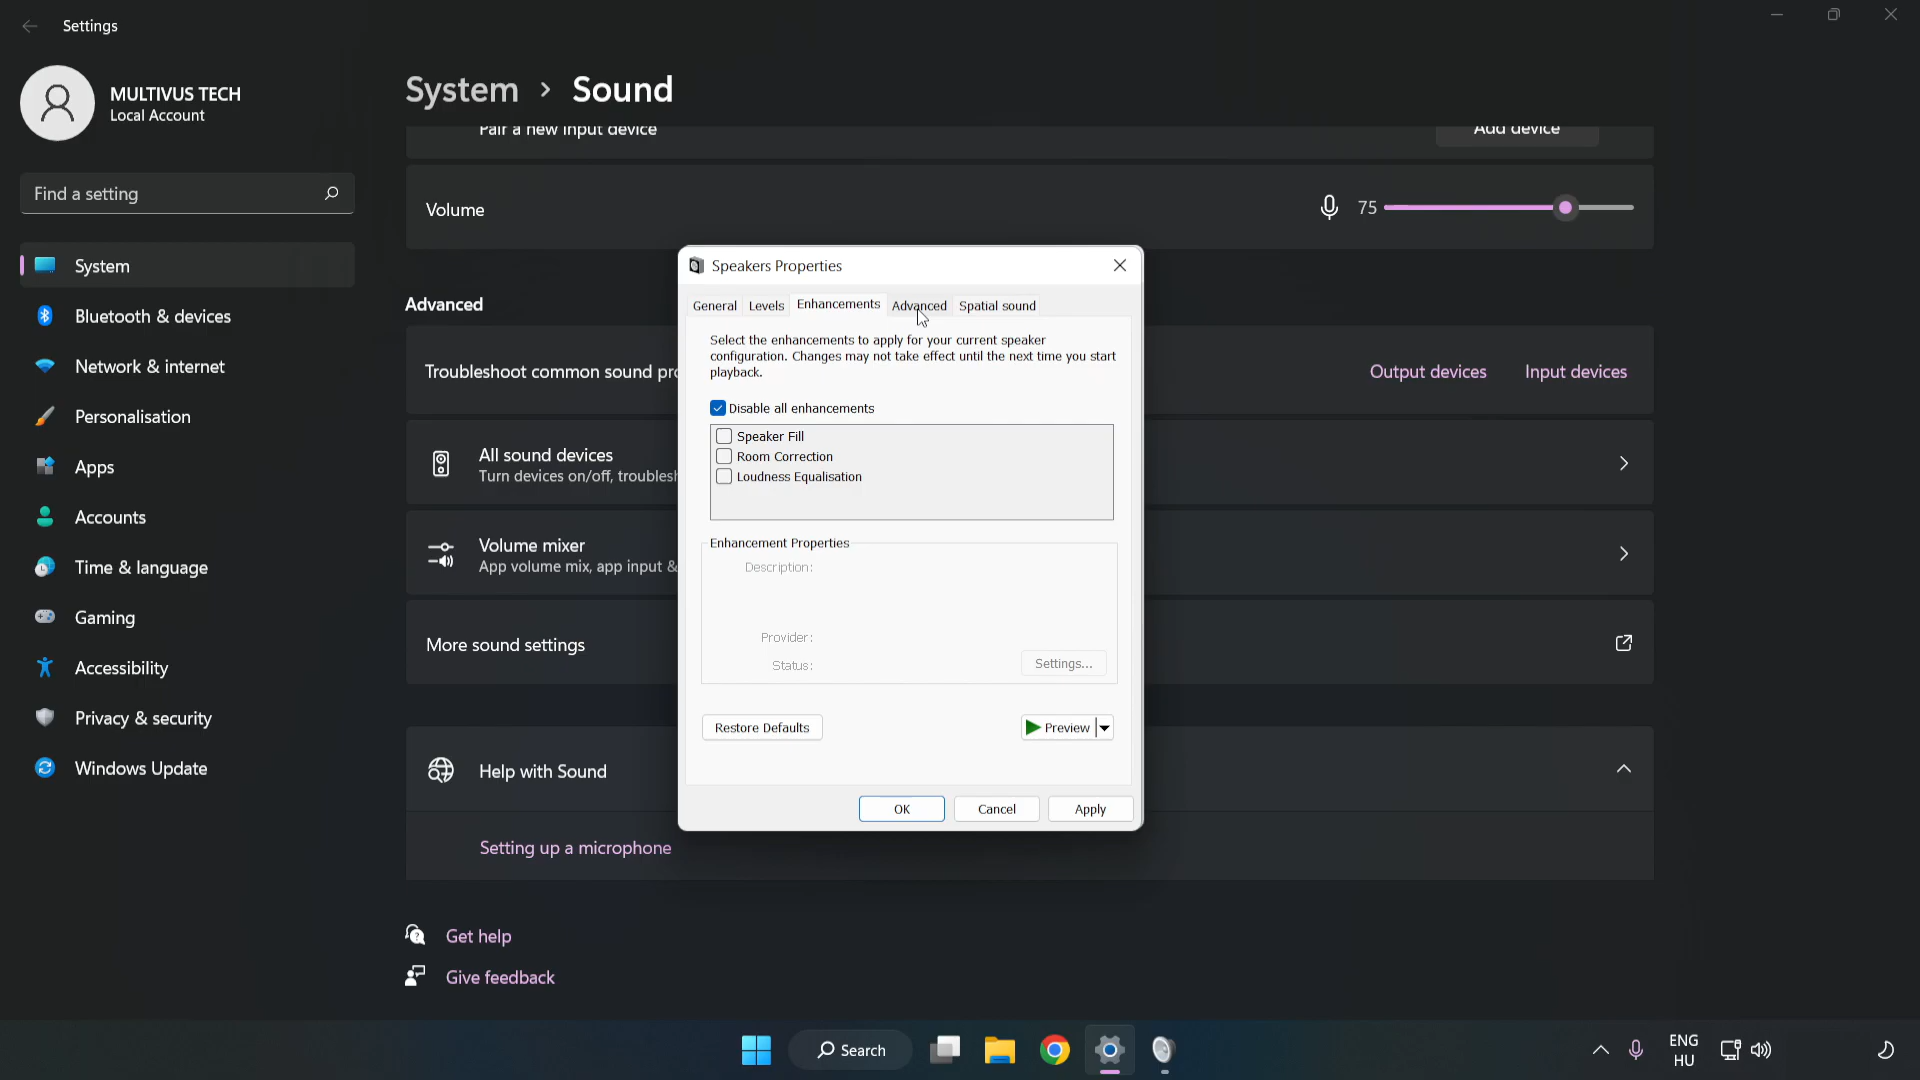 Settings
MULTIVUS TECH
Local Account
Find a setting
System
Bluetooth & devices
Network & internet
Personalisation
Apps
Accounts
Time & language
Gaming
Accessibility
Privacy & security
Windows Update
System > Sound
Pair a new input device
Add device
Volume
75
Advanced
Troubleshoot common sound pro
Output devices
Input devices
All sound devices
Turn devices on/off, troublesh
Volume mixer
App volume mix, app input &
More sound settings
Help with Sound
Setting up a microphone
Get help
Give feedback
Speakers Properties
General
Levels
Enhancements
Advanced
Spatial sound
Select the enhancements to apply for your current speaker
configuration. Changes may not take effect until the next time you start
playback.
Disable all enhancements
Speaker Fill
Room Correction
Loudness Equalisation
Enhancement Properties
Description:
Provider:
Status:
Settings...
Restore Defaults
Preview
OK
Cancel
Apply
Search
ENG
HU